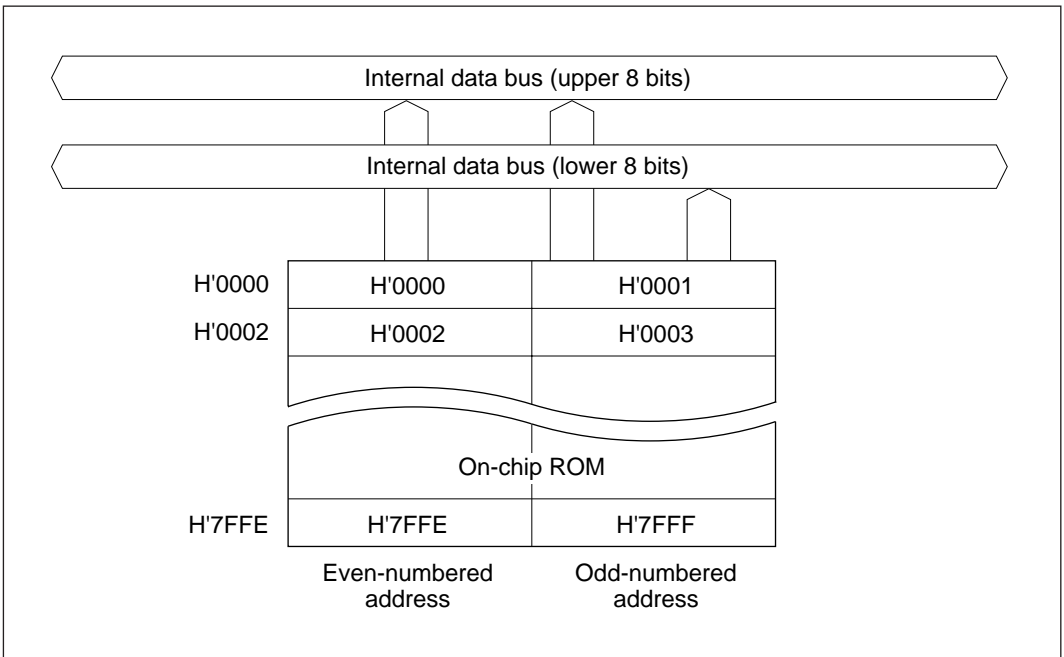 Internal data bus (upper 8 bits)
Internal data bus (lower 8 bits)
H'0000 H'0000 H'0001
H'0002 H'0002 H'0003
On-chip ROM
H'7FFE H'7FFE H'7FFF
Even-numbered address
Odd-numbered address